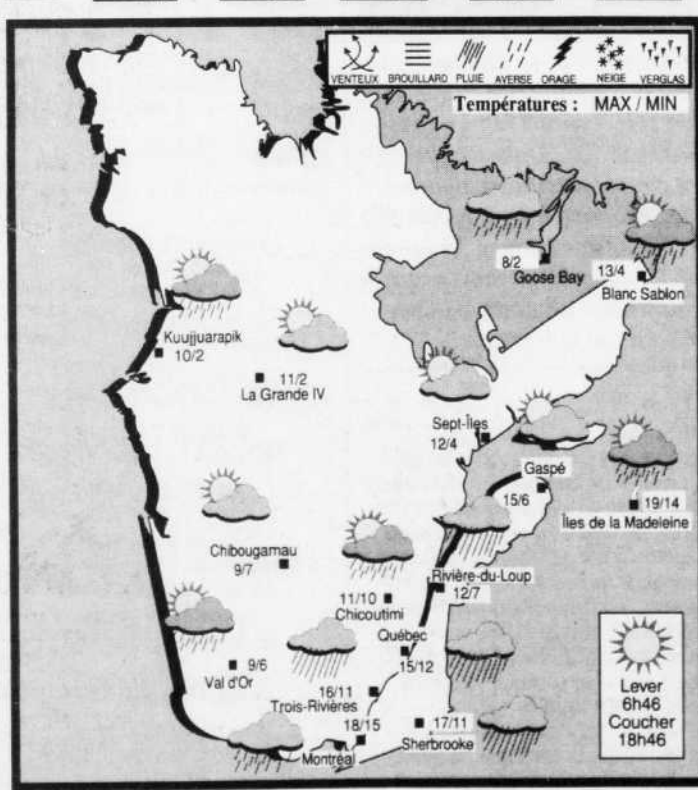 VENTEUX BROUILLARD PLUIE AVERSE ORAGE NEIGE VERGLAS
Températures : MAX / MIN
8/2
Goose Bay
13/4
Blanc Sablon
Kuujjuarapik
10/2
11/2
La Grande IV
Sept-Îles
12/4
Gaspé
15/6
19/14
Îles de la Madeleine
Chibougamau
9/7
Rivière-du-Loup
12/7
11/10
Chicoutimi
Québec
15/12
9/6
Val d'Or
16/11
Trois-Rivières
17/11
Sherbrooke
18/15
Montréal
Lever
6h46
Coucher
18h46